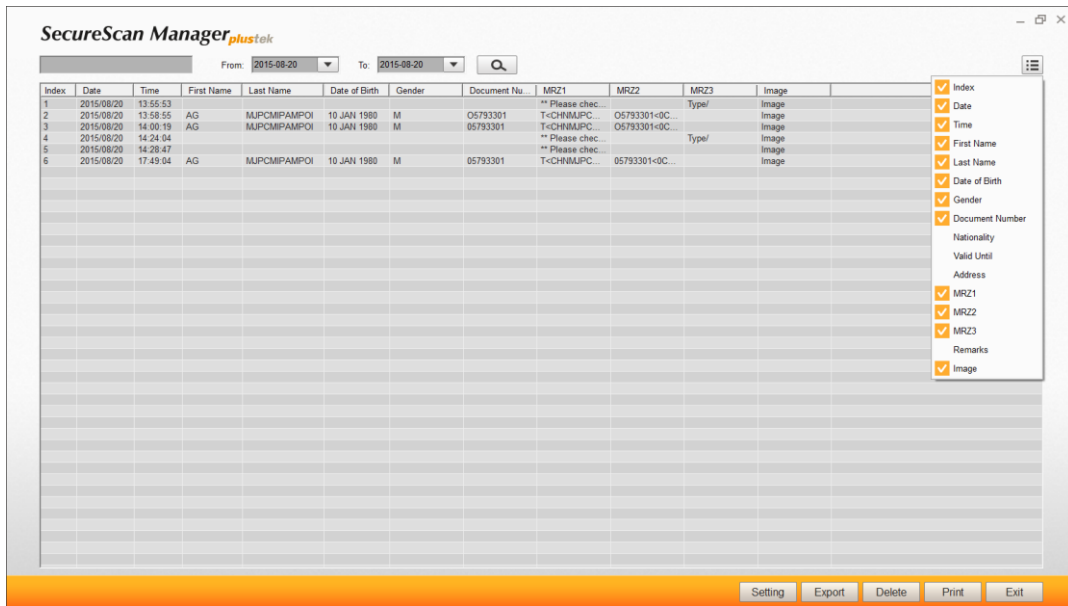 SecureScan Manager plustek
From: 2015-08-20 To: 2015-08-20
Index Date Time First Name Last Name Date of Birth Gender Document Nu... MRZ1 MRZ2 MRZ3 Image
1 2015/08/20 13:55:53 ** Please chec... Type/ Image
2 2015/08/20 13:58:55 AG MJPCMIPAMPOI 10 JAN 1980 M O5793301 T<CHNMJPC... O5793301<0C... Image
3 2015/08/20 14:00:19 AG MJPCMIPAMPOI 10 JAN 1980 M 05793301 T<CHNMJPC... O5793301<0C... Image
4 2015/08/20 14:24:04 ** Please chec... Type/ Image
5 2015/08/20 14:28:47 ** Please chec... Image
6 2015/08/20 17:49:04 AG MJPCMIPAMPOI 10 JAN 1980 M 05793301 T<CHNMJPC... 05793301<0C... Image
Index
Date
Time
First Name
Last Name
Date of Birth
Gender
Document Number
Nationality
Valid Until
Address
MRZ1
MRZ2
MRZ3
Remarks
Image
Setting Export Delete Print Exit